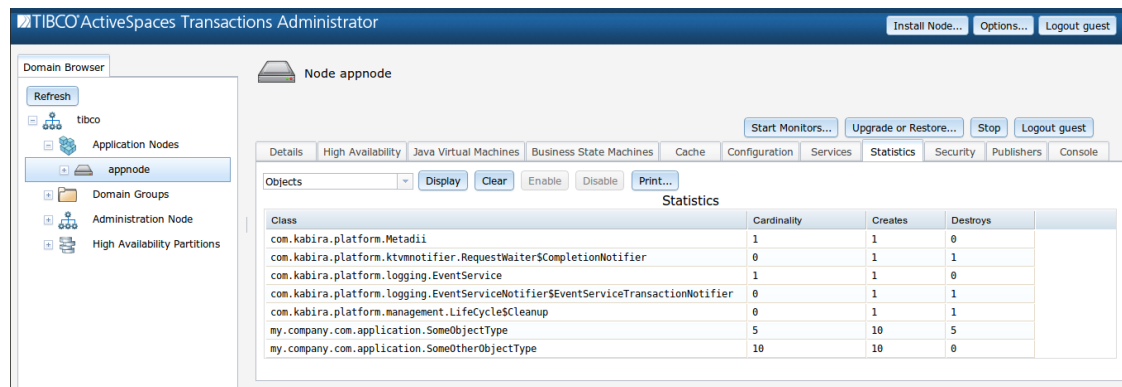 TIBCO® ActiveSpaces Transactions Administrator
Install Node... Options... Logout guest
Domain Browser
Refresh
tibco
Application Nodes
appnode
Domain Groups
Administration Node
High Availability Partitions
Node appnode
Start Monitors... Upgrade or Restore... Stop Logout guest
Details High Availability Java Virtual Machines Business State Machines Cache Configuration Services Statistics Security Publishers Console
Objects Display Clear Enable Disable Print...
Statistics
Class Cardinality Creates Destroys
com.kabira.platform.Metadii 1 1 0
com.kabira.platform.ktvmnotifier.RequestWaiter$CompletionNotifier 0 1 1
com.kabira.platform.logging.EventService 1 1 0
com.kabira.platform.logging.EventServiceNotifier$EventServiceTransactionNotifier 0 1 1
com.kabira.platform.management.LifeCycle$Cleanup 0 1 1
my.company.com.application.SomeObjectType 5 10 5
my.company.com.application.SomeOtherObjectType 10 10 0